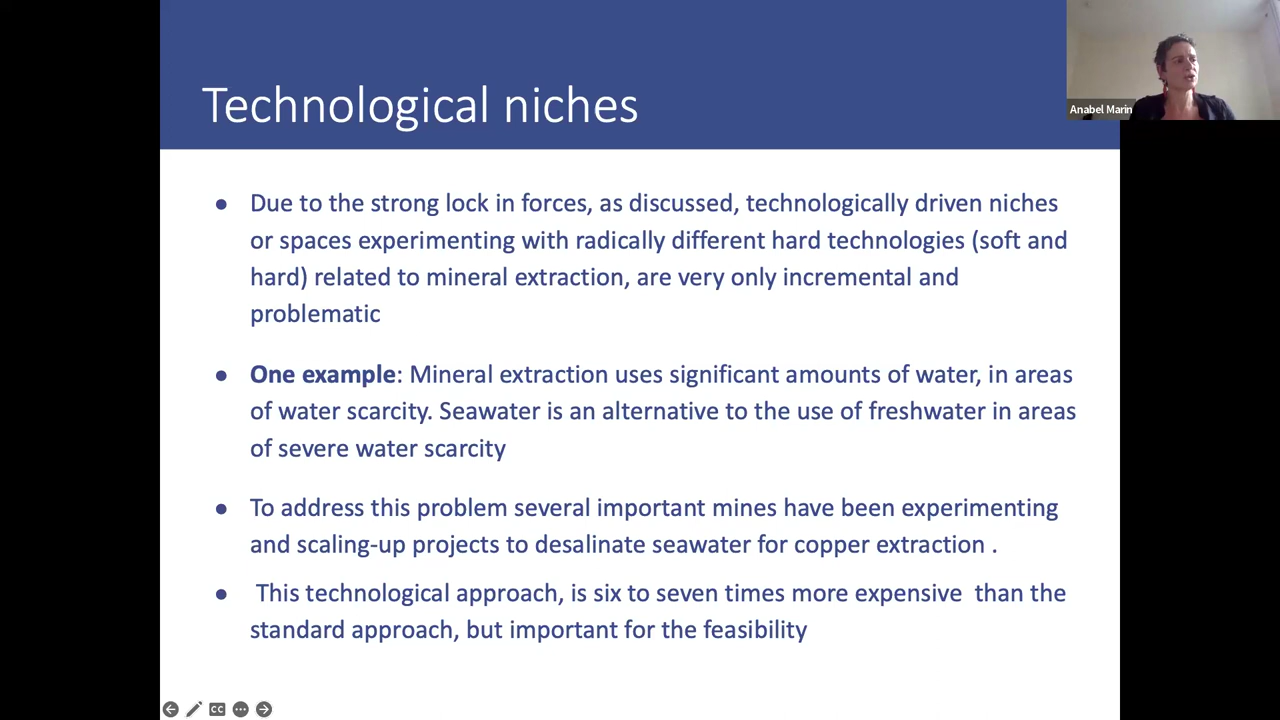 Technological niches
Anabel Marin
● Due to the strong lock in forces, as discussed, technologically driven niches
or spaces experimenting with radically different hard technologies (soft and
hard) related to mineral extraction, are very only incremental and
problematic
● One example: Mineral extraction uses significant amounts of water, in areas
of water scarcity. Seawater is an alternative to the use of freshwater in areas
of severe water scarcity
● To address this problem several important mines have been experimenting
and scaling-up projects to desalinate seawater for copper extraction .
● This technological approach, is six to seven times more expensive than the
standard approach, but important for the feasibility
CC